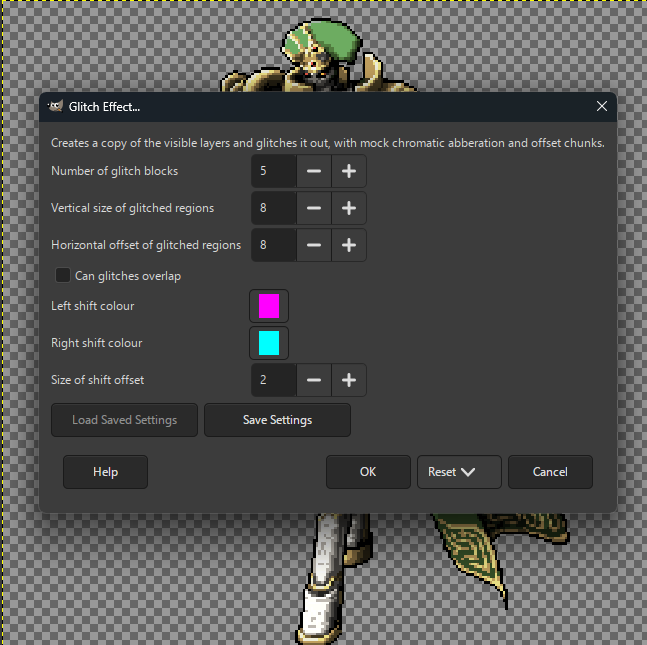 Glitch Effect...
Creates a copy of the visible layers and glitches it out, with mock chromatic abberation and offset chunks.
Number of glitch blocks 5
Vertical size of glitched regions 8
Horizontal offset of glitched regions 8
Can glitches overlap
Left shift colour
Right shift colour
Size of shift offset 2
Load Saved Settings Save Settings
Help OK Reset Cancel